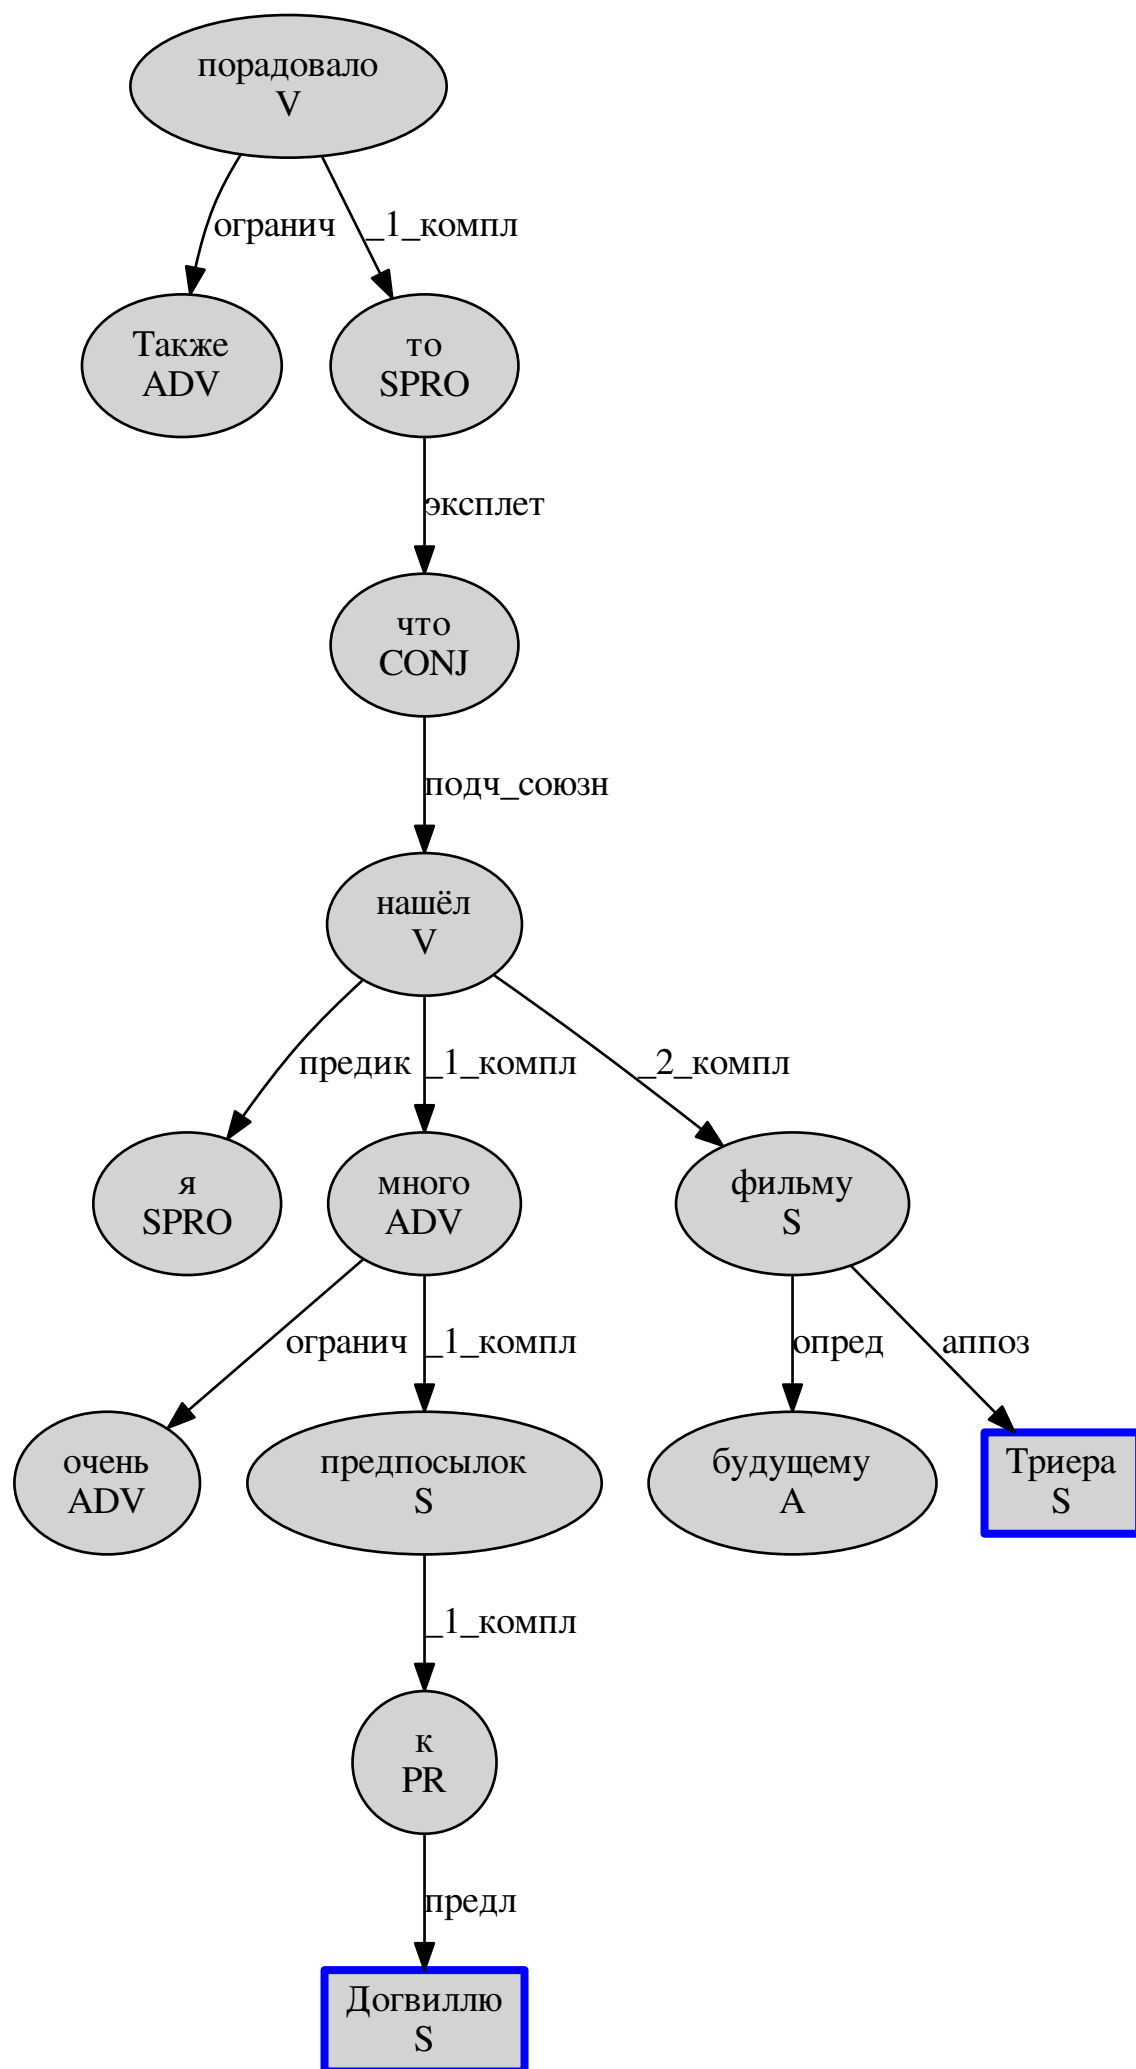 порадовало
V
огранич _1_компл
Также
ADV
то
SPRO
эксплет
что
CONJ
подч_союзн
нашёл
V
предик _1_компл _2_компл
я
SPRO
много
ADV
фильму
S
огранич _1_компл опред аппоз
очень
ADV
предпосылок
S
будущему
A
Триера
S
_1_компл
к
PR
предл
Догвиллю
S